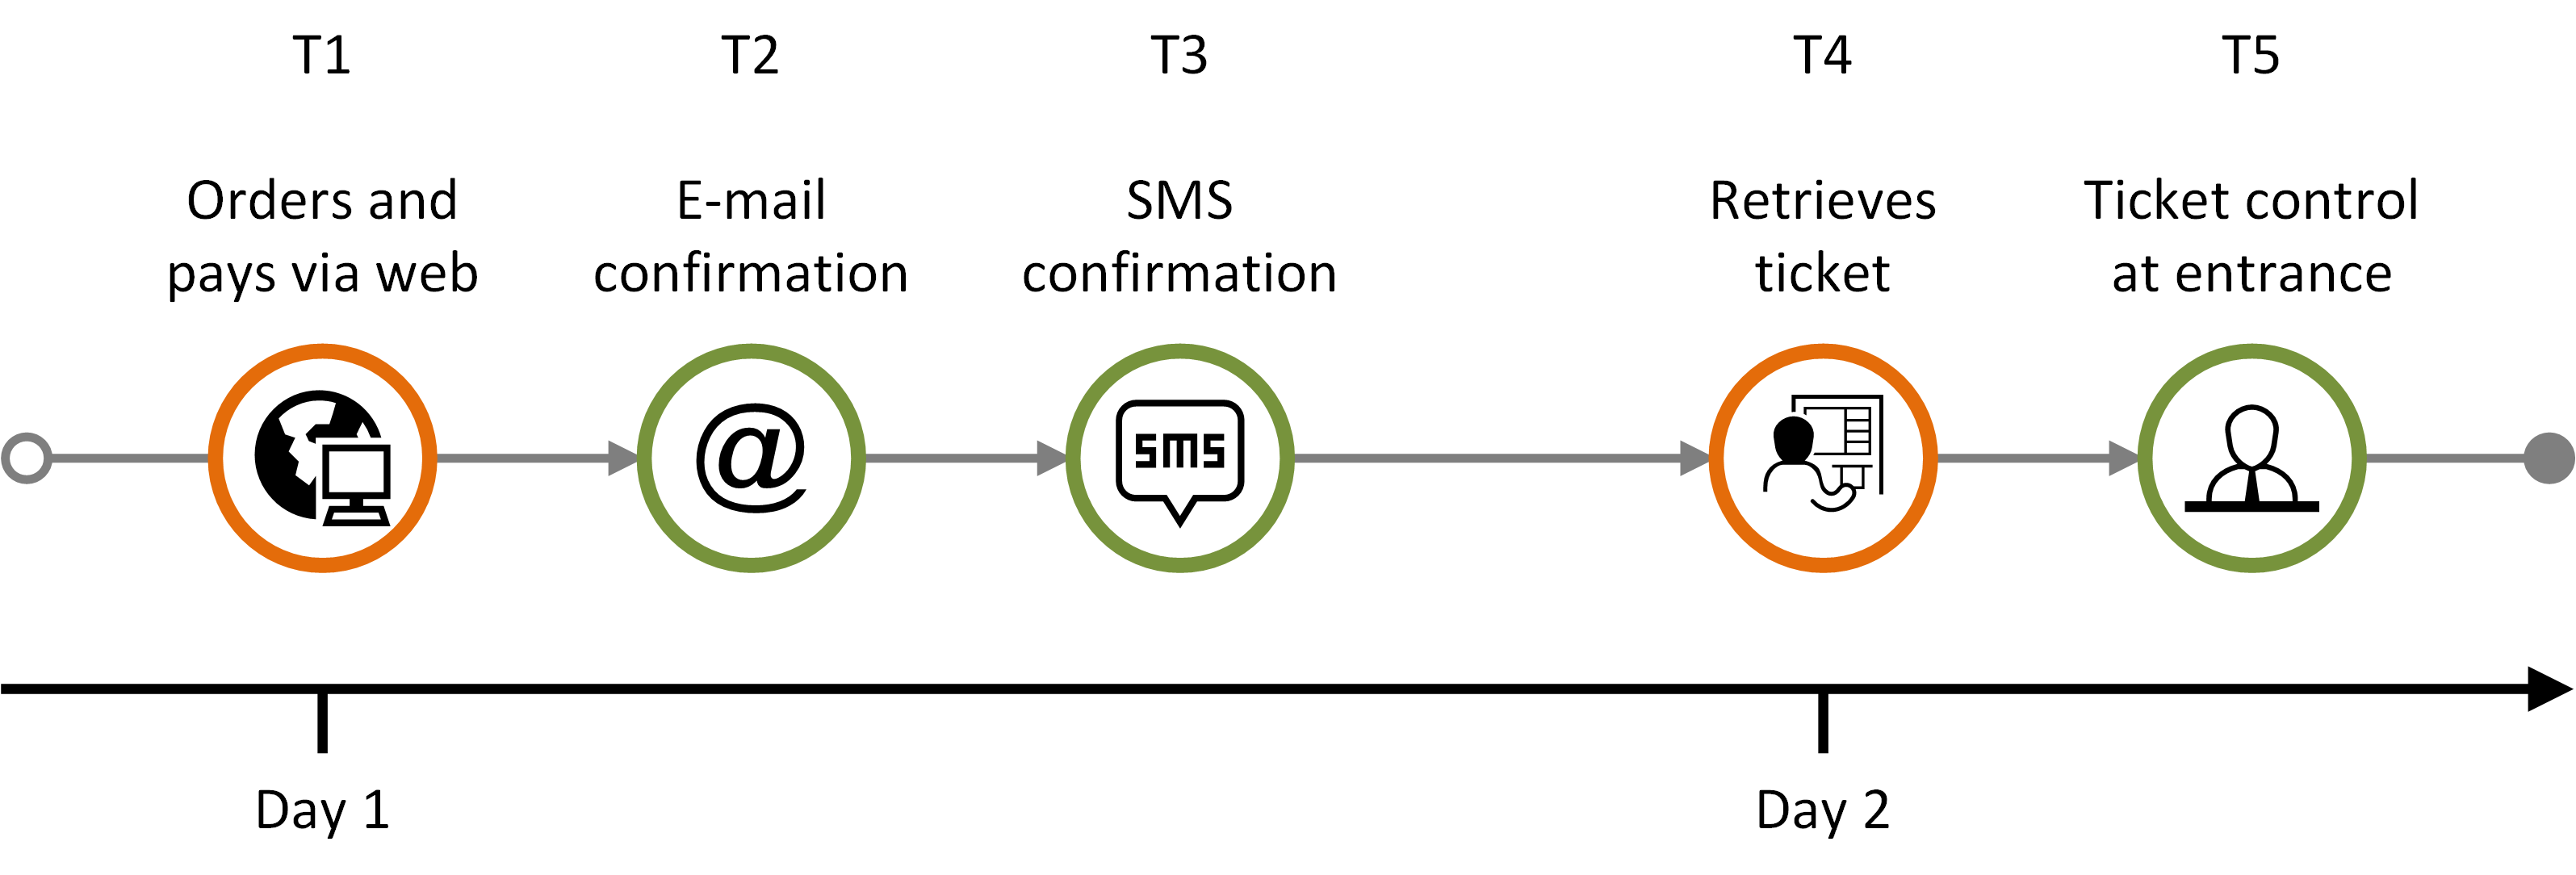 T1
T2
T3
T4
T5
Orders and
pays via web
E-mail
confirmation
SMS
confirmation
Retrieves
ticket
Ticket control
at entrance
@
SMS
Day 1
Day 2